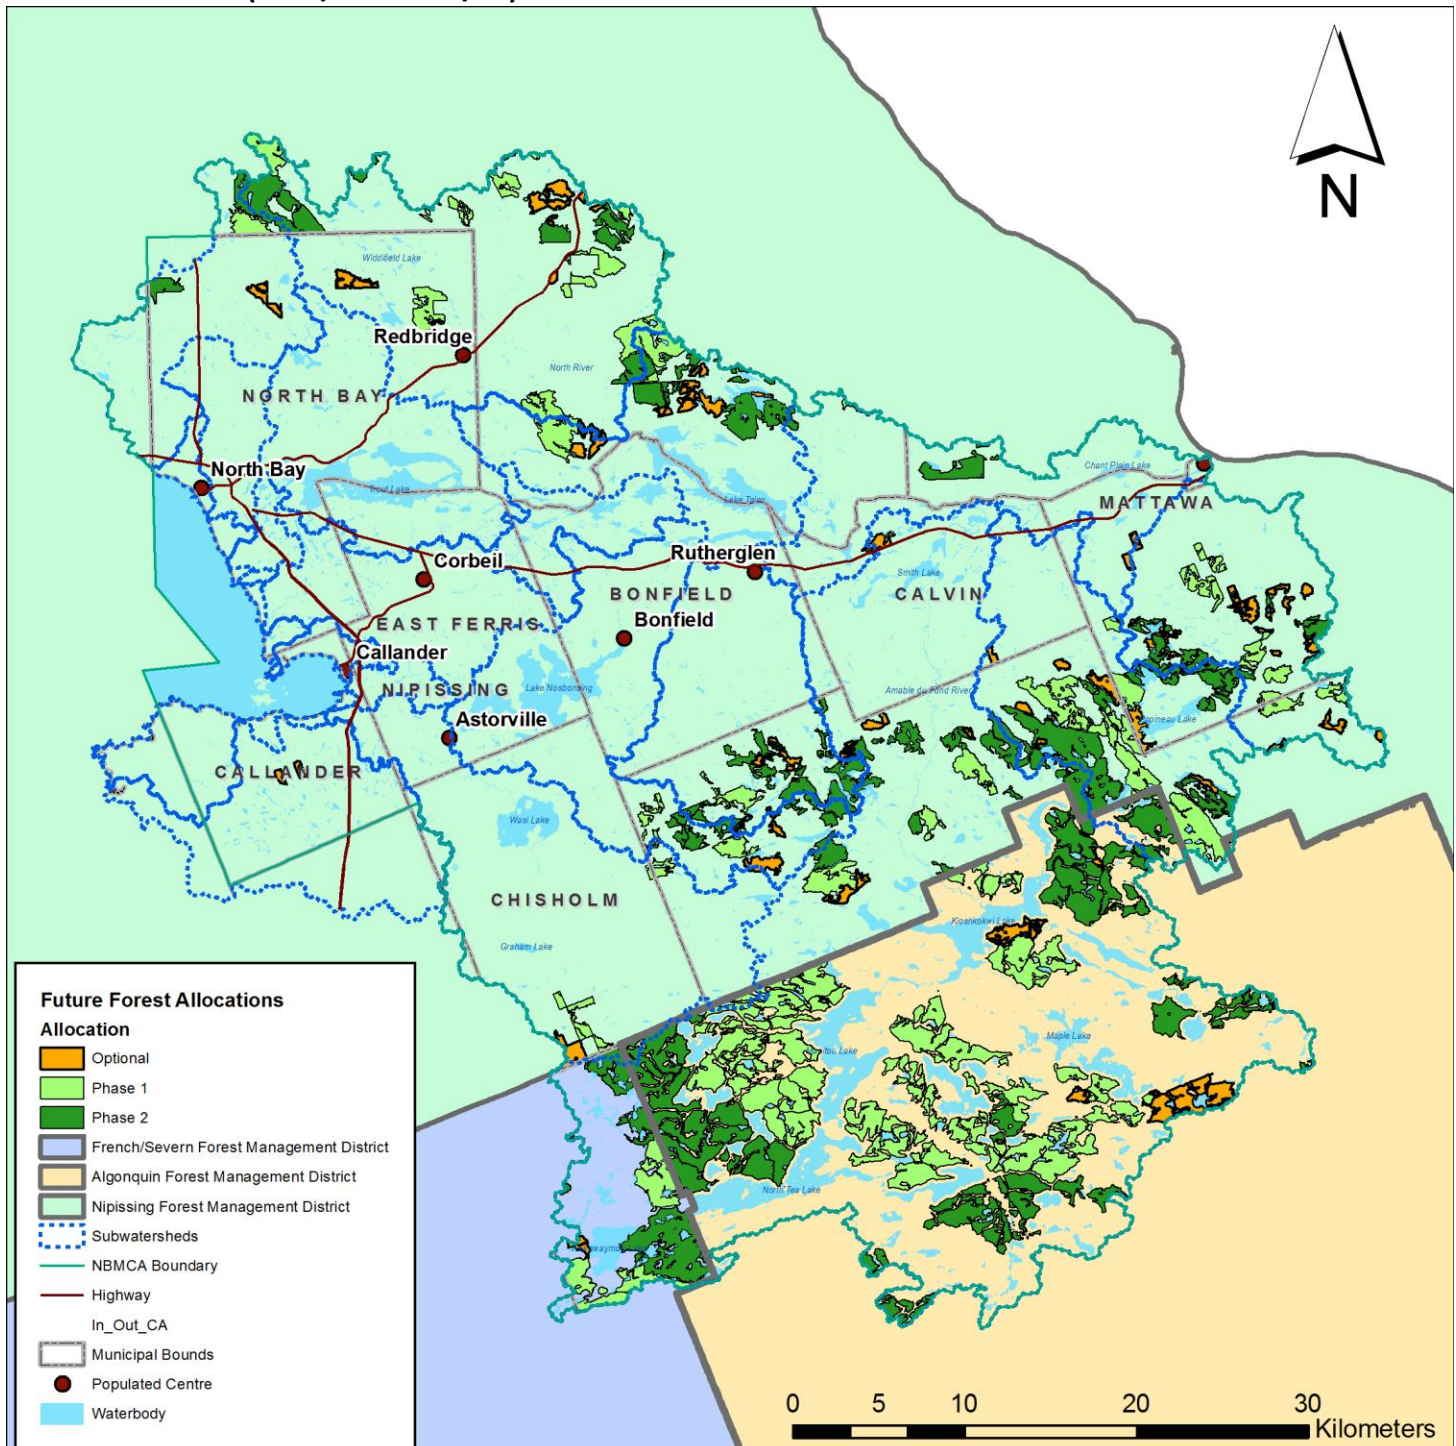 N
Widdifield Lake
Redbridge
North River
NORTH BAY
North Bay
Trout Lake
Lake Talon
Chant Plain Lake
MATTAWA
Corbeil
Rutherglen
Smith Lake
BONFIELD
CALVIN
EAST FERRIS
Bonfield
Callander
NIPISSING
Lake Nosbonsing
Amable du Fond River
Astorville
CALLANDER
Wasi Lake
CHISHOLM
Graham Lake
Kioshkokwi Lake
Maple Lake
North Tea Lake
Future Forest Allocations
Allocation
Optional
Phase 1
Phase 2
French/Severn Forest Management District
Algonquin Forest Management District
Nipissing Forest Management District
Subwatersheds
NBMCA Boundary
Highway
In_Out_CA
Municipal Bounds
Populated Centre
Waterbody
0 5 10 20 30
Kilometers